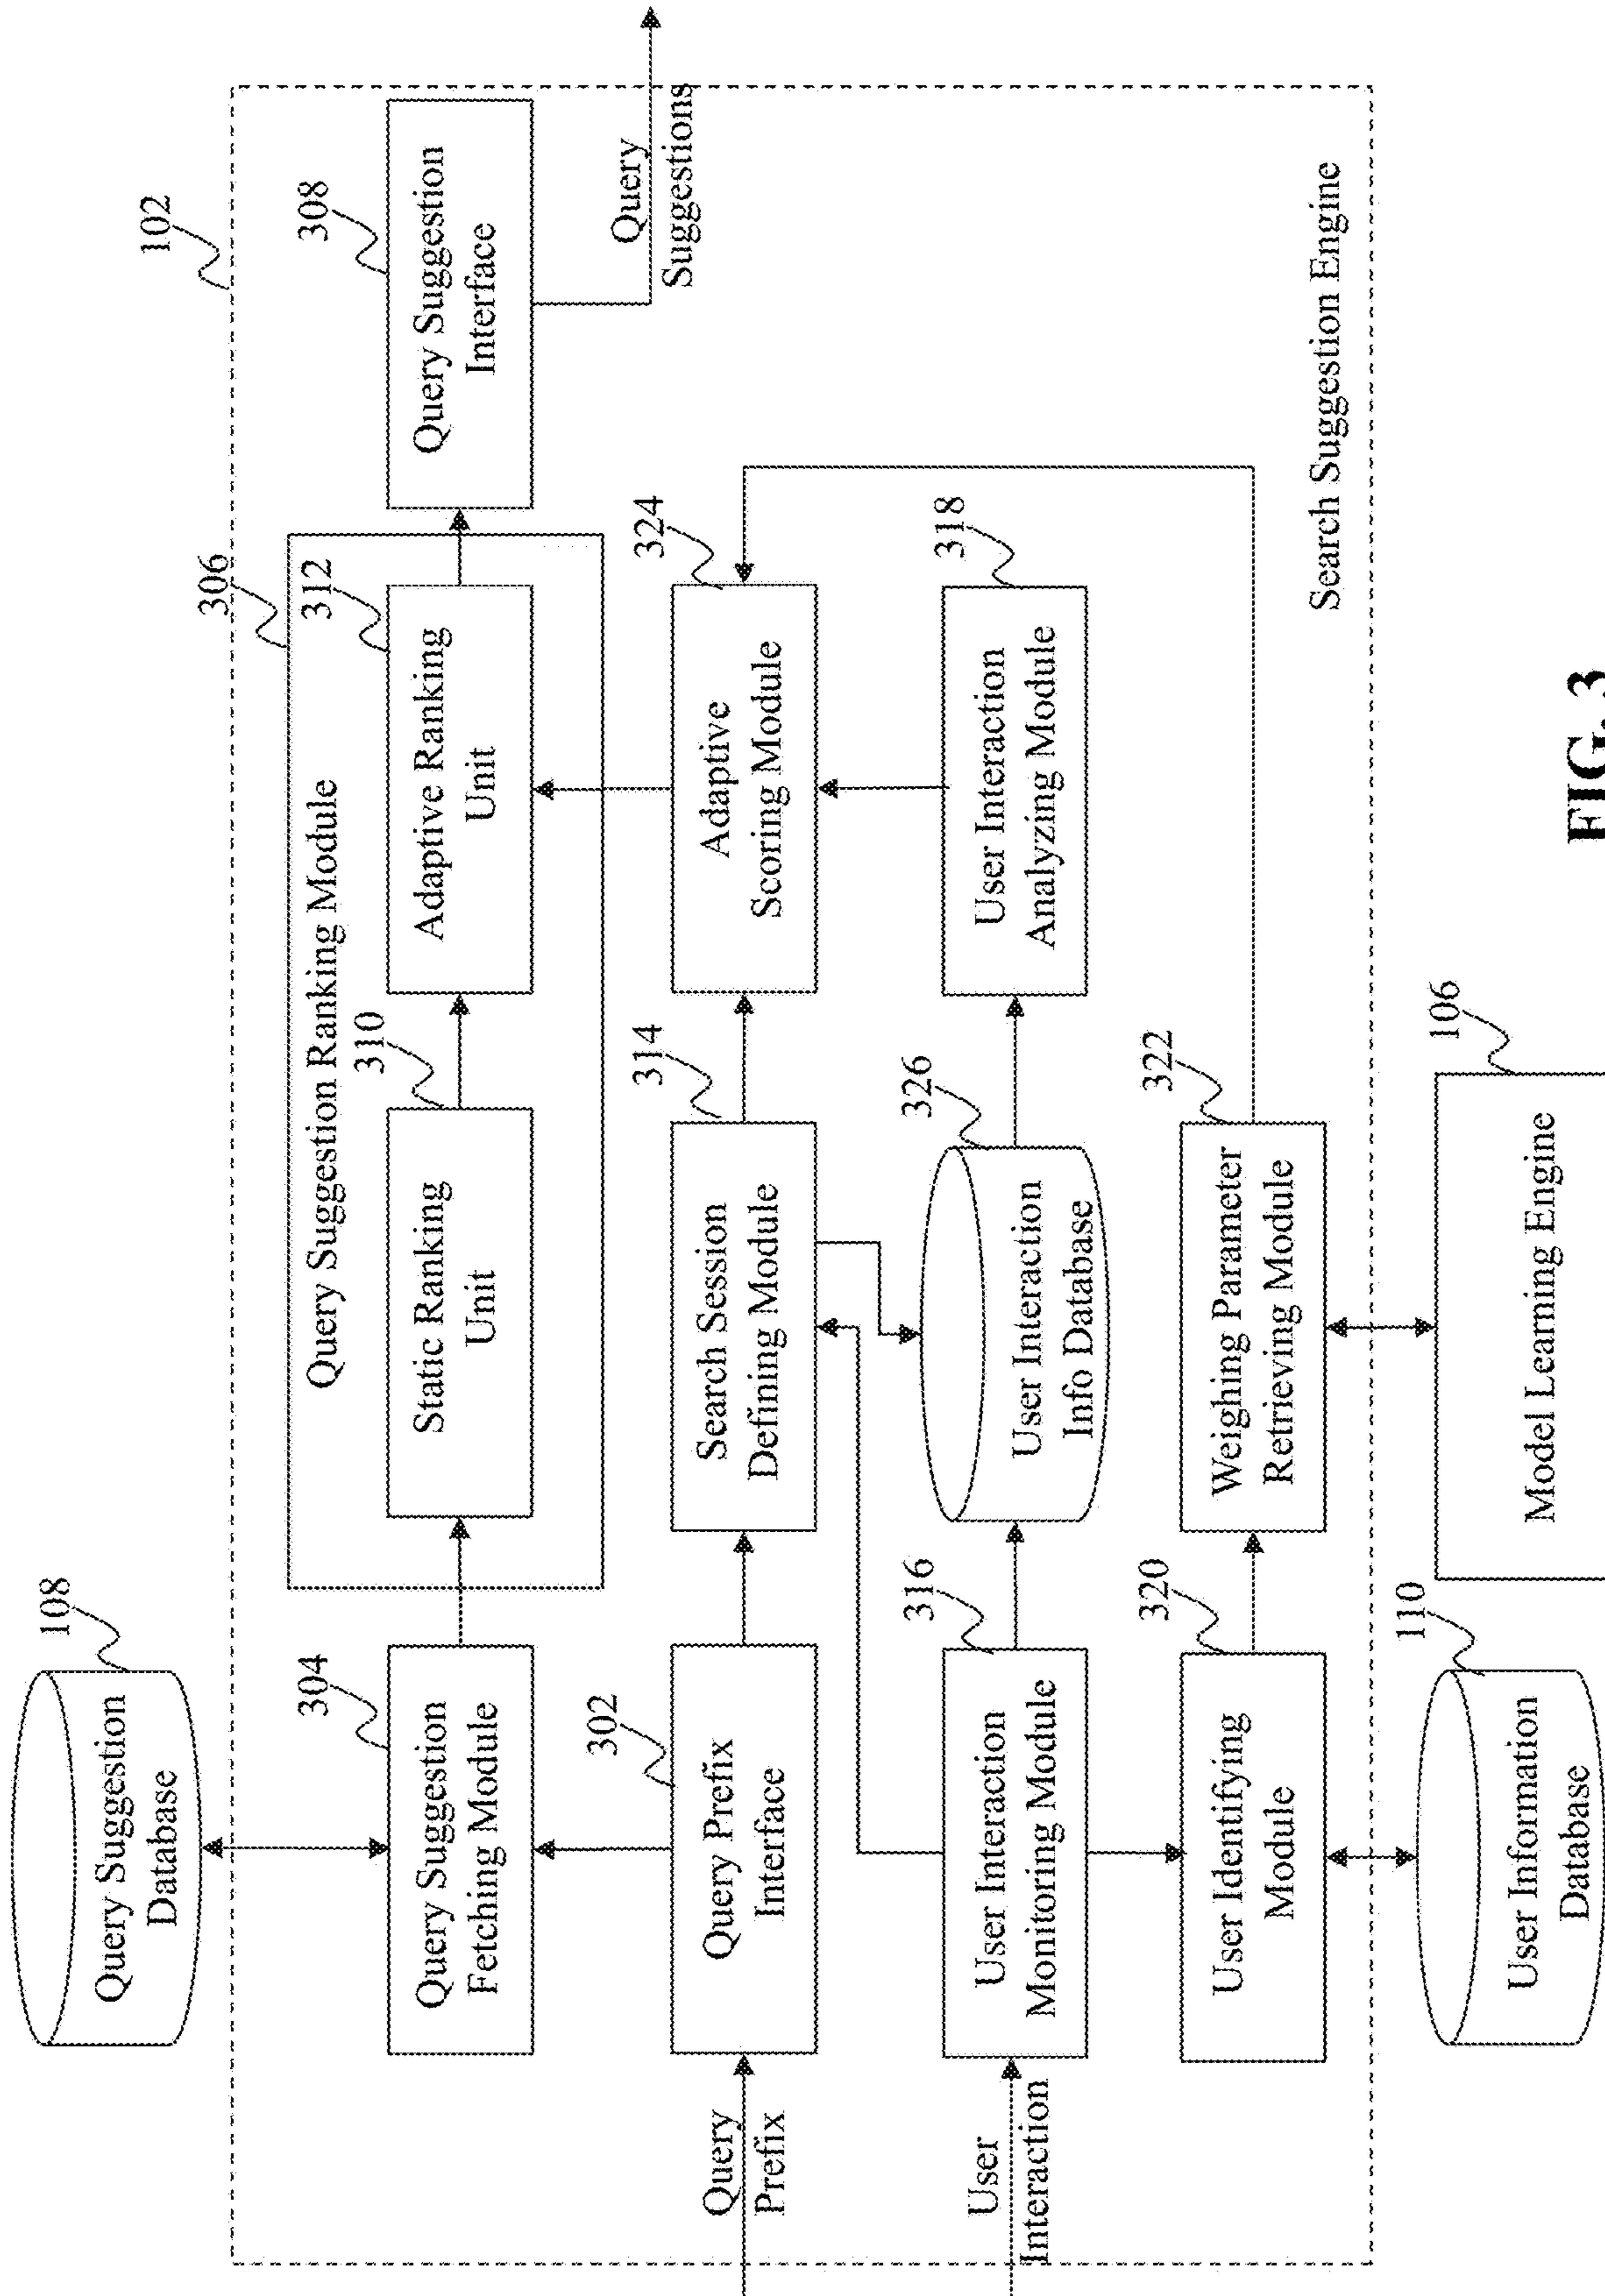 108
Query Suggestion
Database
102
306
Query Suggestion Ranking Module
304
Query Suggestion
Fetching Module
310
Static Ranking
Unit
312
Adaptive Ranking
Unit
308
Query Suggestion
Interface
Query
Suggestions
Query
Prefix
302
Query Prefix
Interface
314
Search Session
Defining Module
324
Adaptive
Scoring Module
User
Interaction
316
User Interaction
Monitoring Module
326
User Interaction
Info Database
318
User Interaction
Analyzing Module
320
User Identifying
Module
322
Weighing Parameter
Retrieving Module
Search Suggestion Engine
110
User Information
Database
106
Model Learning Engine
FIG. 3